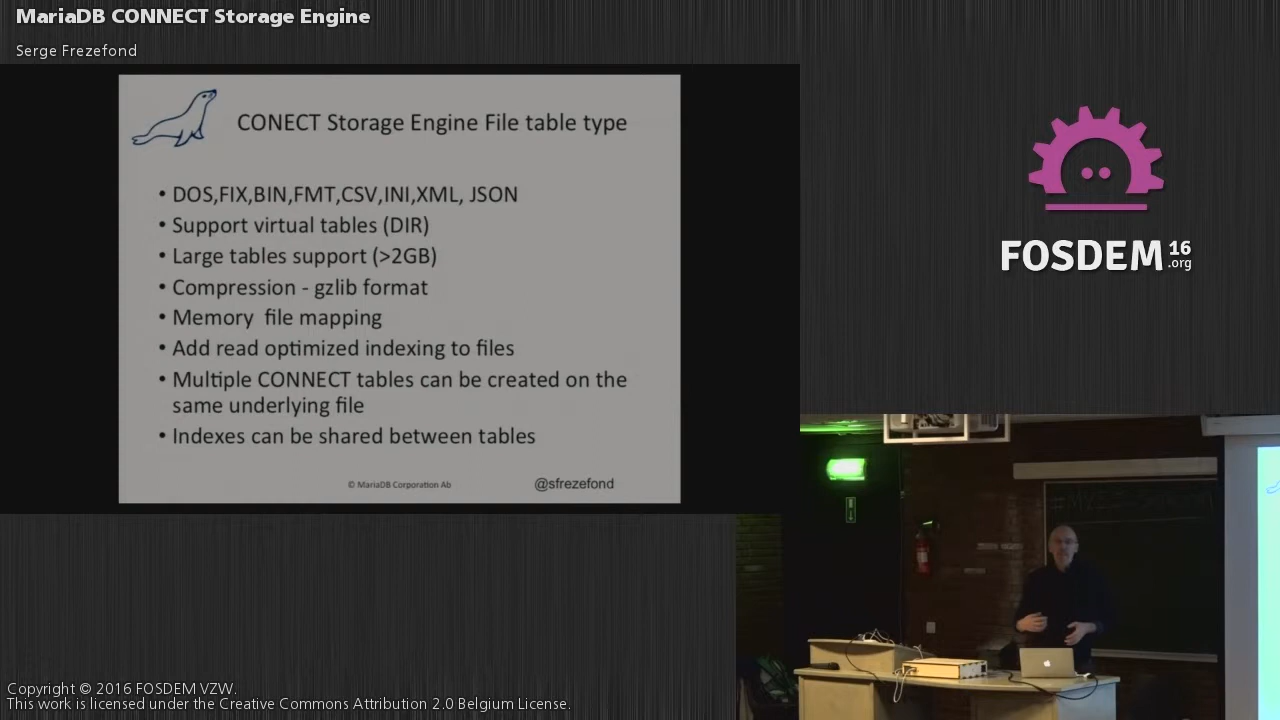 MariaDB CONNECT Storage Engine
Serge Frezefond
CONECT Storage Engine File table type
• DOS,FIX,BIN,FMT,CSV,INI,XML, JSON
• Support virtual tables (DIR)
• Large tables support (>2GB)
• Compression - gzlib format
• Memory file mapping
• Add read optimized indexing to files
• Multiple CONNECT tables can be created on the
same underlying file
• Indexes can be shared between tables
© MariaDB Corporation Ab
@sfrezefond
FOSDEM 16
.org
Copyright © 2016 FOSDEM VZW.
This work is licensed under the Creative Commons Attribution 2.0 Belgium License.